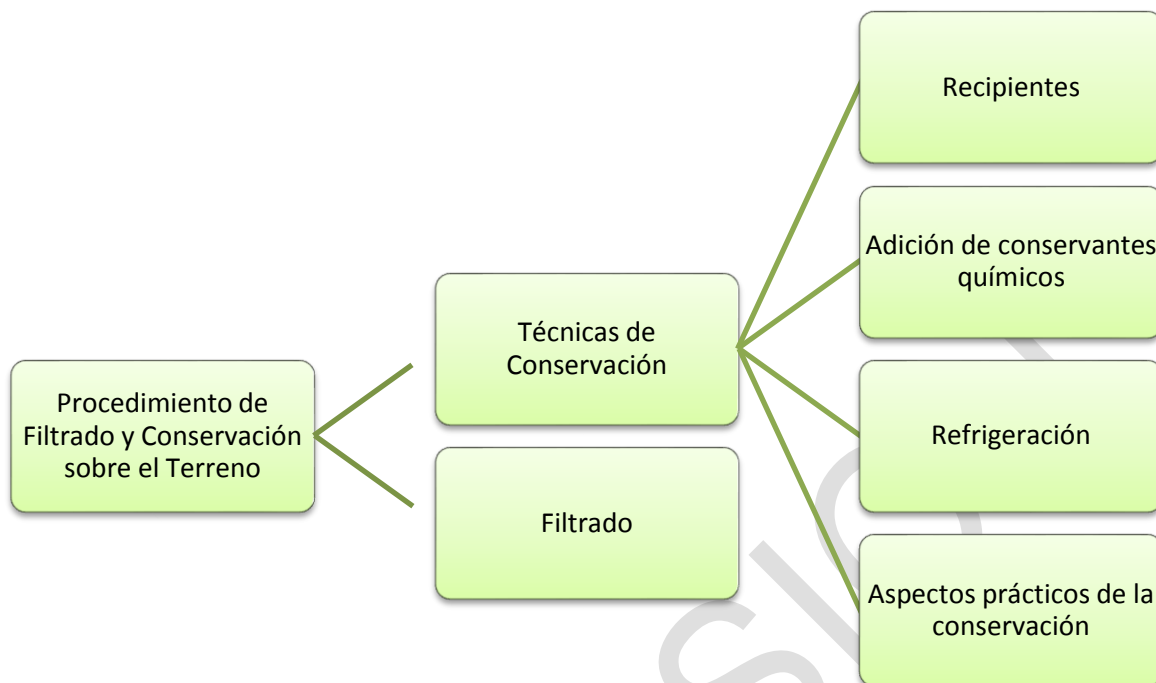 Procedimiento de
Filtrado y Conservación
sobre el Terreno
Técnicas de
Conservación
Filtrado
Recipientes
Adición de conservantes
químicos
Refrigeración
Aspectos prácticos de la
conservación